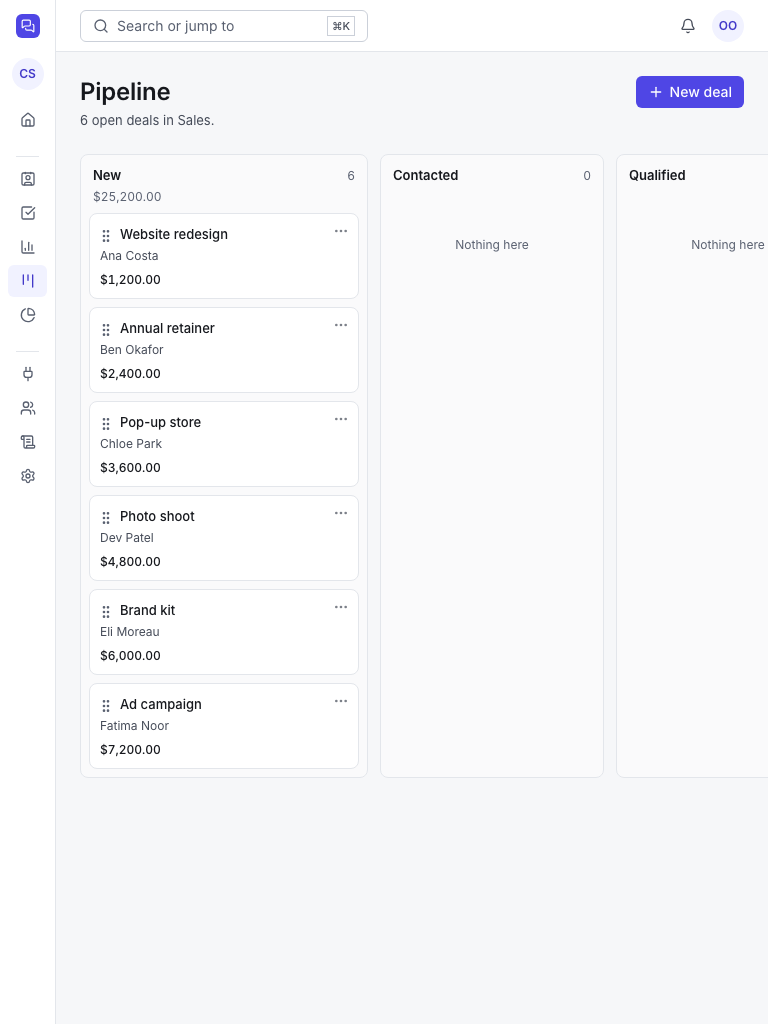 Search or jump to
⌘K
OO
CS
Pipeline
New deal
6 open deals in Sales.
New
6
$25,200.00
Website redesign
Ana Costa
$1,200.00
Annual retainer
Ben Okafor
$2,400.00
Pop-up store
Chloe Park
$3,600.00
Photo shoot
Dev Patel
$4,800.00
Brand kit
Eli Moreau
$6,000.00
Ad campaign
Fatima Noor
$7,200.00
Contacted
0
Nothing here
Qualified
Nothing here